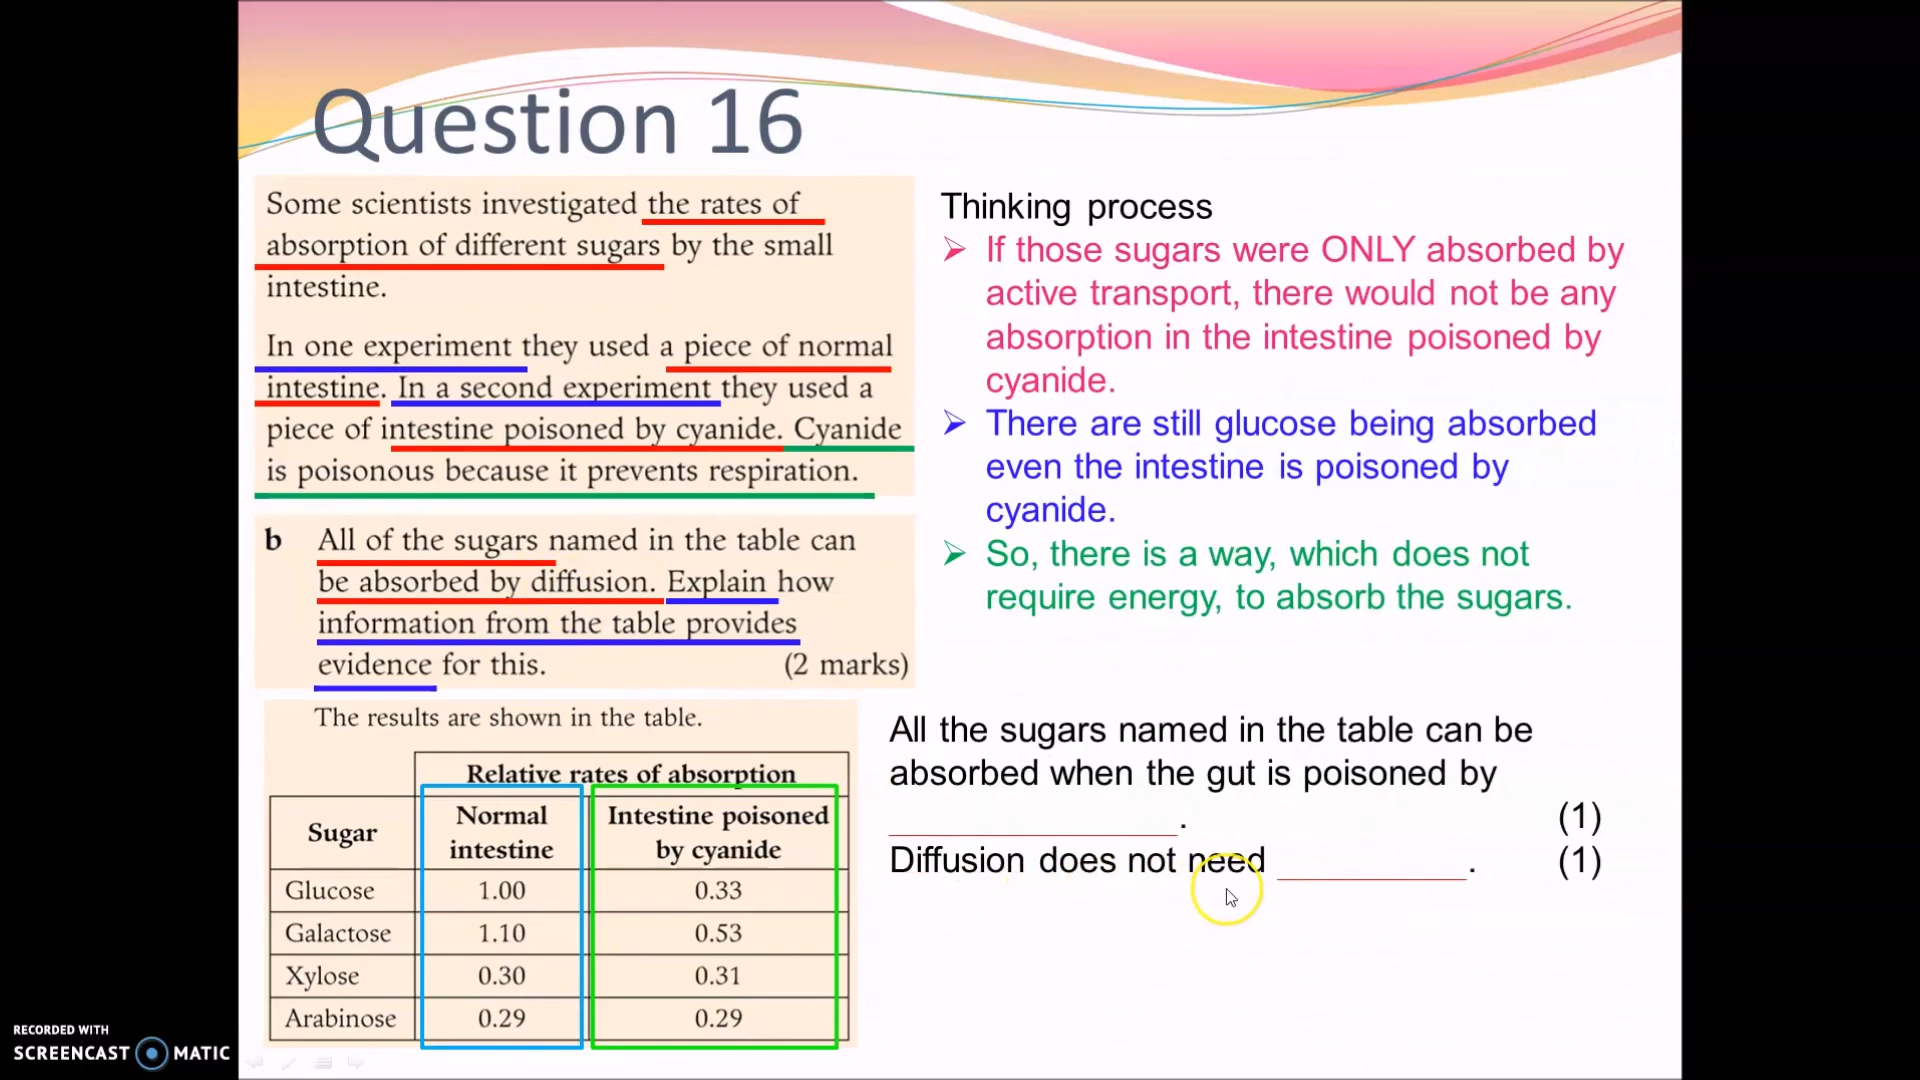 Question 16
Some scientists investigated the rates of
absorption of different sugars by the small
intestine.
In one experiment they used a piece of normal
intestine. In a second experiment they used a
piece of intestine poisoned by cyanide. Cyanide
is poisonous because it prevents respiration.
b All of the sugars named in the table can
be absorbed by diffusion. Explain how
information from the table provides
evidence for this. (2 marks)
The results are shown in the table.
Relative rates of absorption
Sugar Normal intestine Intestine poisoned by cyanide
Glucose 1.00 0.33
Galactose 1.10 0.53
Xylose 0.30 0.31
Arabinose 0.29 0.29
Thinking process
If those sugars were ONLY absorbed by
active transport, there would not be any
absorption in the intestine poisoned by
cyanide.
There are still glucose being absorbed
even the intestine is poisoned by
cyanide.
So, there is a way, which does not
require energy, to absorb the sugars.
All the sugars named in the table can be
absorbed when the gut is poisoned by
. (1)
Diffusion does not need . (1)
RECORDED WITH
SCREENCAST MATIC